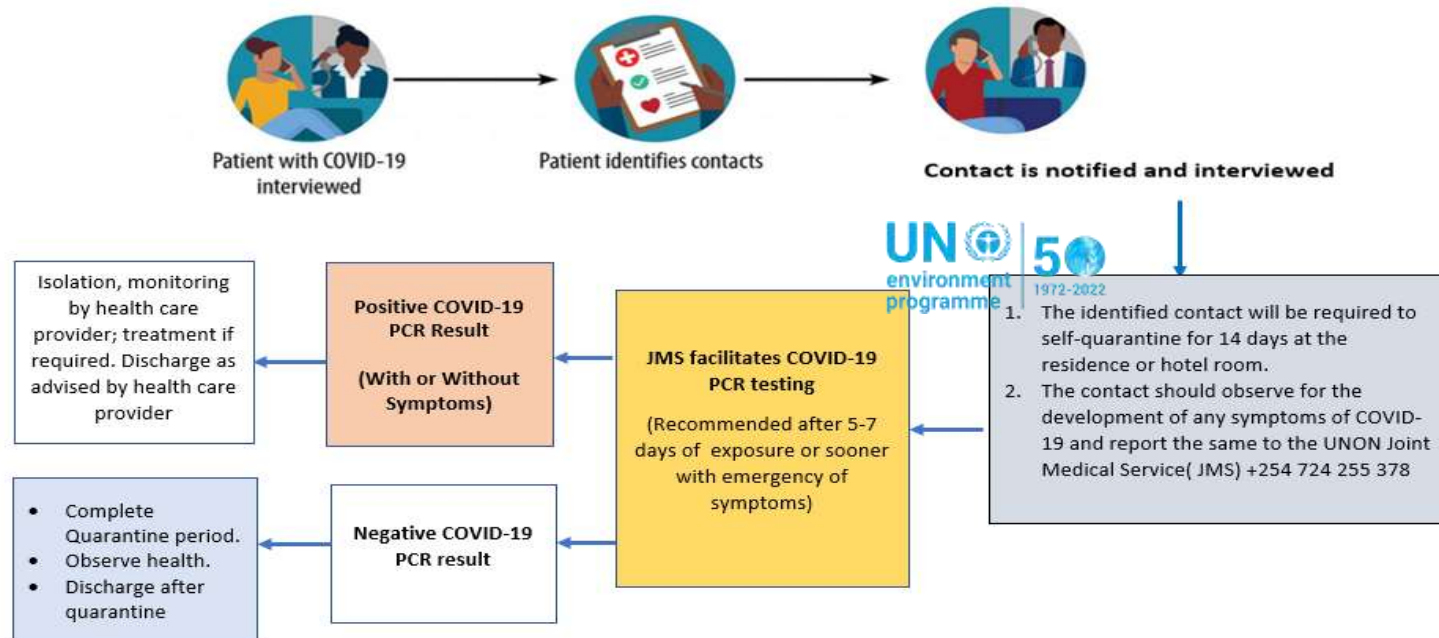 Patient with COVID-19
interviewed
Patient identifies contacts
Contact is notified and interviewed
UN
environment
programme
50
1972-2022
1. The identified contact will be required to
self-quarantine for 14 days at the
residence or hotel room.
2. The contact should observe for the
development of any symptoms of COVID-
19 and report the same to the UNON Joint
Medical Service( JMS) +254 724 255 378
JMS facilitates COVID-19
PCR testing
(Recommended after 5-7
days of  exposure or sooner
with emergency of
symptoms)
Positive COVID-19
PCR Result
(With or Without
Symptoms)
Isolation, monitoring
by health care
provider; treatment if
required. Discharge as
advised by health care
provider
Negative COVID-19
PCR result
• Complete
Quarantine period.
• Observe health.
• Discharge after
quarantine